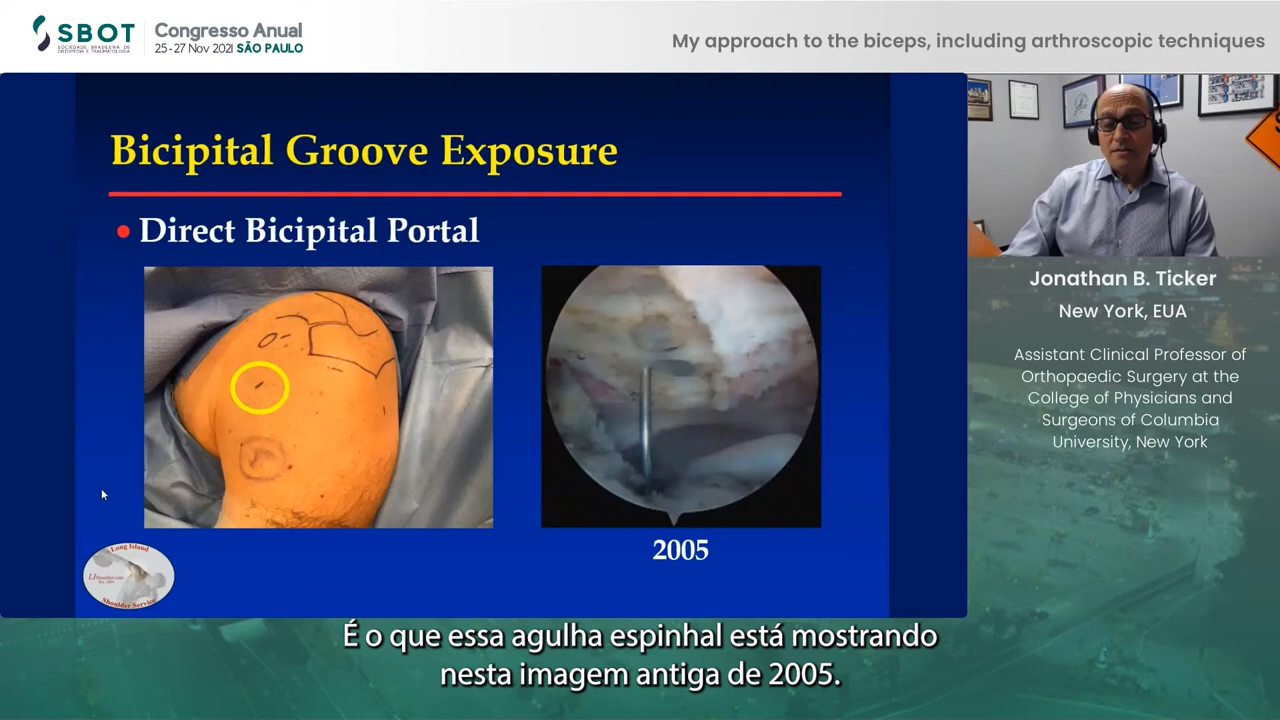 SBOT
SOCIEDADE BRASILEIRA DE
ORTOPEDIA E TRAUMATOLOGIA
Congresso Anual
25-27 Nov 2021 SÃO PAULO
My approach to the biceps, including arthroscopic techniques
Bicipital Groove Exposure
• Direct Bicipital Portal
2005
Long Island
Shoulder Service
Jonathan B. Ticker
New York, EUA
Assistant Clinical Professor of
Orthopaedic Surgery at the
College of Physicians and
Surgeons of Columbia
University, New York
É o que essa agulha espinhal está mostrando
nesta imagem antiga de 2005.